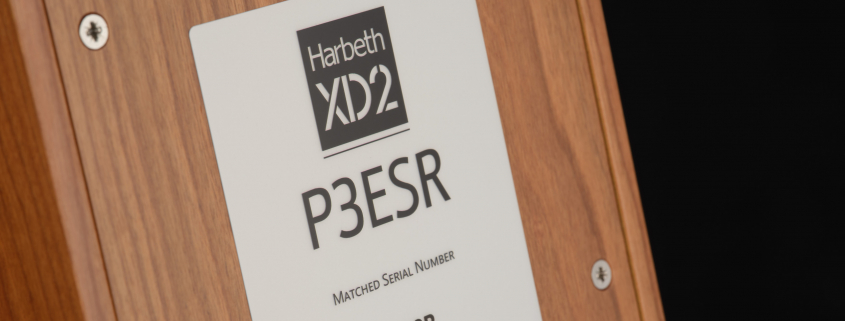 Harbeth
XD2
P3ESR
Matched Serial Number